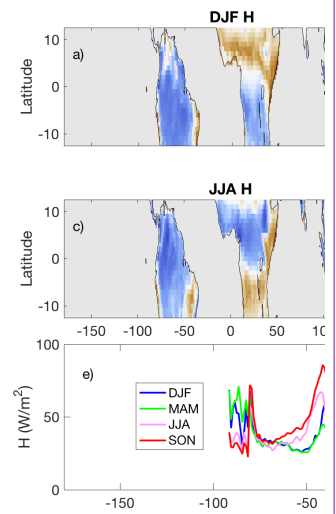 DJF H
10
0
-10
Latitude
a)
JJA H
10
0
-10
Latitude
c)
-150 -100 -50 0 50 10
100
50
0
H (W/m²)
e)
DJF
MAM
JJA
SON
-150 -100 -50